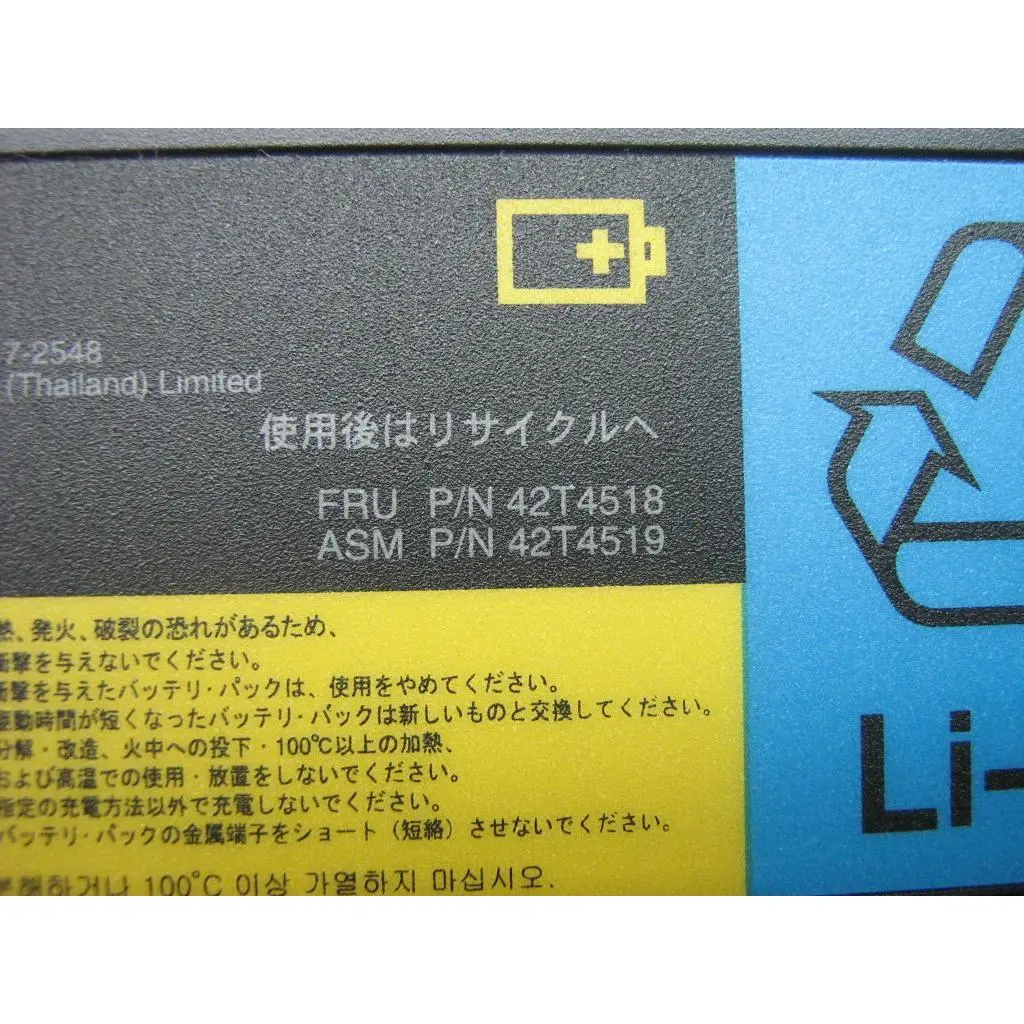 7-2548
(Thailand) Limited
使用後はリサイクルへ
FRU P/N 42T4518
ASM P/N 42T4519
熱、発火、破裂の恐れがあるため、
衝撃を与えないでください。
衝撃を与えたバッテリ・パックは、使用をやめてください。
駆動時間が短くなったバッテリ・パックは新しいものと交換してください。
分解・改造、火中への投下・100℃以上の加熱、
および高温での使用・放置をしないでください。
指定の充電方法以外で充電しないでください。
バッテリ・パックの金属端子をショート（短絡）させないでください。
분해하거나 100°C 이상 가열하지 마십시오.
Li-